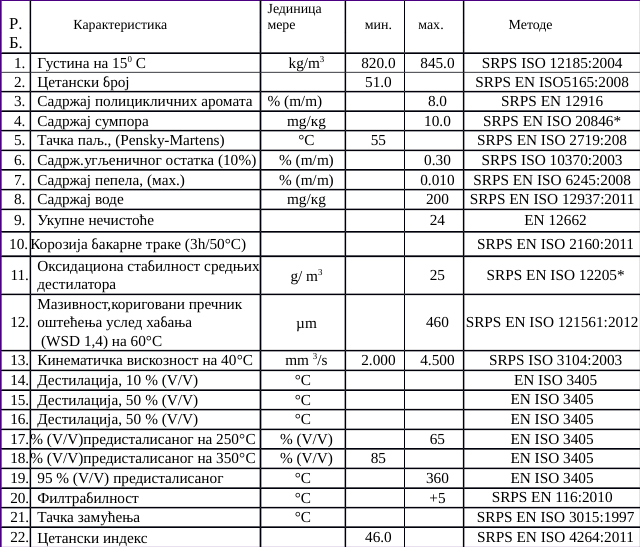 Р. Б. Карактеристика Јединица мере мин. мах. Методе
1. Густина на 15⁰ C kg/m³ 820.0 845.0 SRPS ISO 12185:2004
2. Цетански број 51.0 SRPS EN ISO5165:2008
3. Садржај полицикличних аромата % (m/m) 8.0 SRPS EN 12916
4. Садржај сумпора mg/кg 10.0 SRPS EN ISO 20846*
5. Тачка паљ., (Pensky-Martens) °C 55 SRPS EN ISO 2719:208
6. Садрж.угљеничног остатка (10%) % (m/m) 0.30 SRPS ISO 10370:2003
7. Садржај пепела, (мах.) % (m/m) 0.010 SRPS EN ISO 6245:2008
8. Садржај воде mg/кg 200 SRPS EN ISO 12937:2011
9. Укупне нечистоће 24 EN 12662
10. Корозија бакарне траке (3h/50°C) SRPS EN ISO 2160:2011
11. Оксидациона стабилност средњих
дестилатора g/ m³ 25 SRPS EN ISO 12205*
12. Мазивност,кориговани пречник
оштећења услед хабања µm 460 SRPS EN ISO 121561:2012
(WSD 1,4) на 60°C
13. Кинематичка вискозност на 40°C mm ³/s 2.000 4.500 SRPS ISO 3104:2003
14. Дестилација, 10 % (V/V) °C EN ISO 3405
15. Дестилација, 50 % (V/V) °C EN ISO 3405
16. Дестилација, 50 % (V/V) °C EN ISO 3405
17. % (V/V)предисталисаног на 250°C % (V/V) 65 EN ISO 3405
18. % (V/V)предисталисаног на 350°C % (V/V) 85 EN ISO 3405
19. 95 % (V/V) предисталисаног °C 360 EN ISO 3405
20. Филтрабилност °C +5 SRPS EN 116:2010
21. Тачка замућења °C SRPS EN ISO 3015:1997
22. Цетански индекс 46.0 SRPS EN ISO 4264:2011